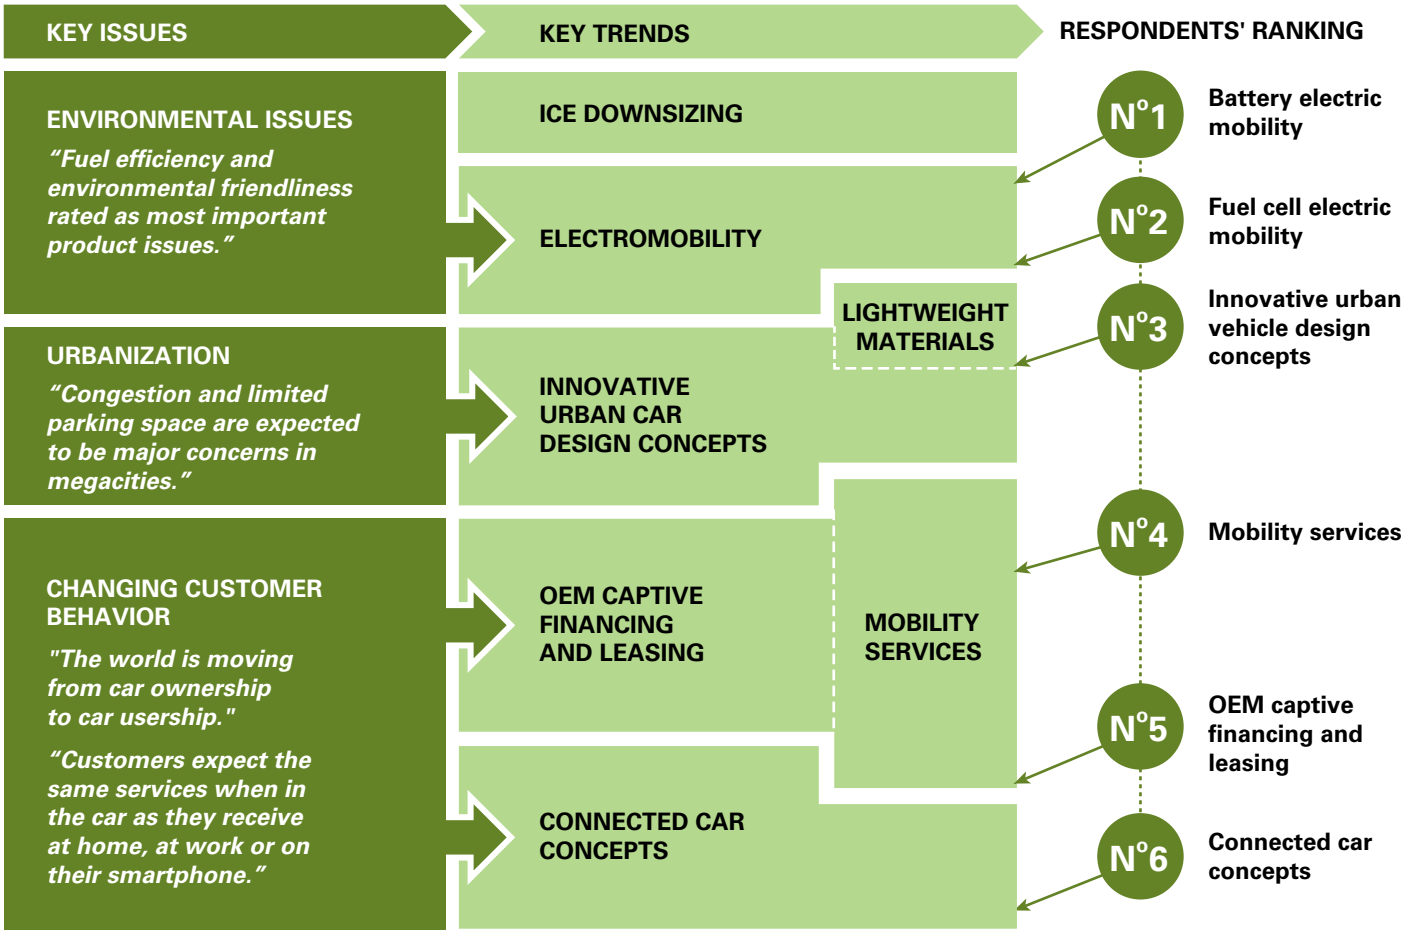 KEY ISSUES
KEY TRENDS
RESPONDENTS' RANKING
ENVIRONMENTAL ISSUES
“Fuel efficiency and
environmental friendliness
rated as most important
product issues.”
URBANIZATION
“Congestion and limited
parking space are expected
to be major concerns in
megacities.”
CHANGING CUSTOMER
BEHAVIOR
"The world is moving
from car ownership
to car usership."
“Customers expect the
same services when in
the car as they receive
at home, at work or on
their smartphone.”
ICE DOWNSIZING
ELECTROMOBILITY
LIGHTWEIGHT
MATERIALS
INNOVATIVE
URBAN CAR
DESIGN CONCEPTS
OEM CAPTIVE
FINANCING
AND LEASING
MOBILITY
SERVICES
CONNECTED CAR
CONCEPTS
N°1
Battery electric
mobility
N°2
Fuel cell electric
mobility
N°3
Innovative urban
vehicle design
concepts
N°4
Mobility services
N°5
OEM captive
financing and
leasing
N°6
Connected car
concepts